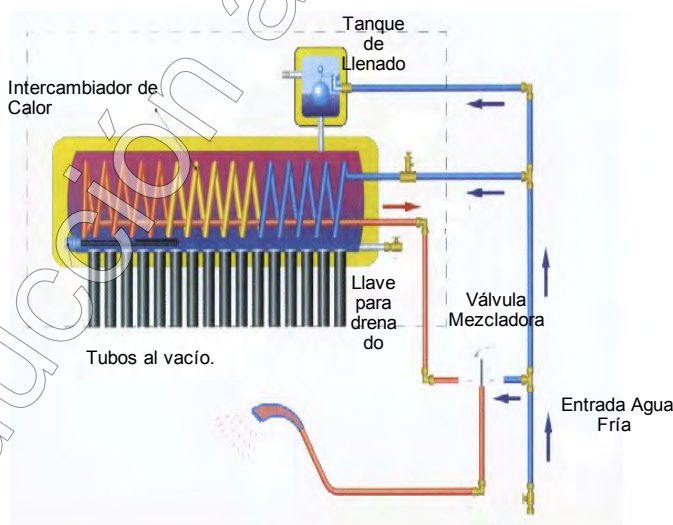 Tanque
de
Llenado
Intercambiador de
Calor
Llave
para
drena
do
Válvula
Mezcladora
Tubos al vacío.
Entrada Agua
Fría